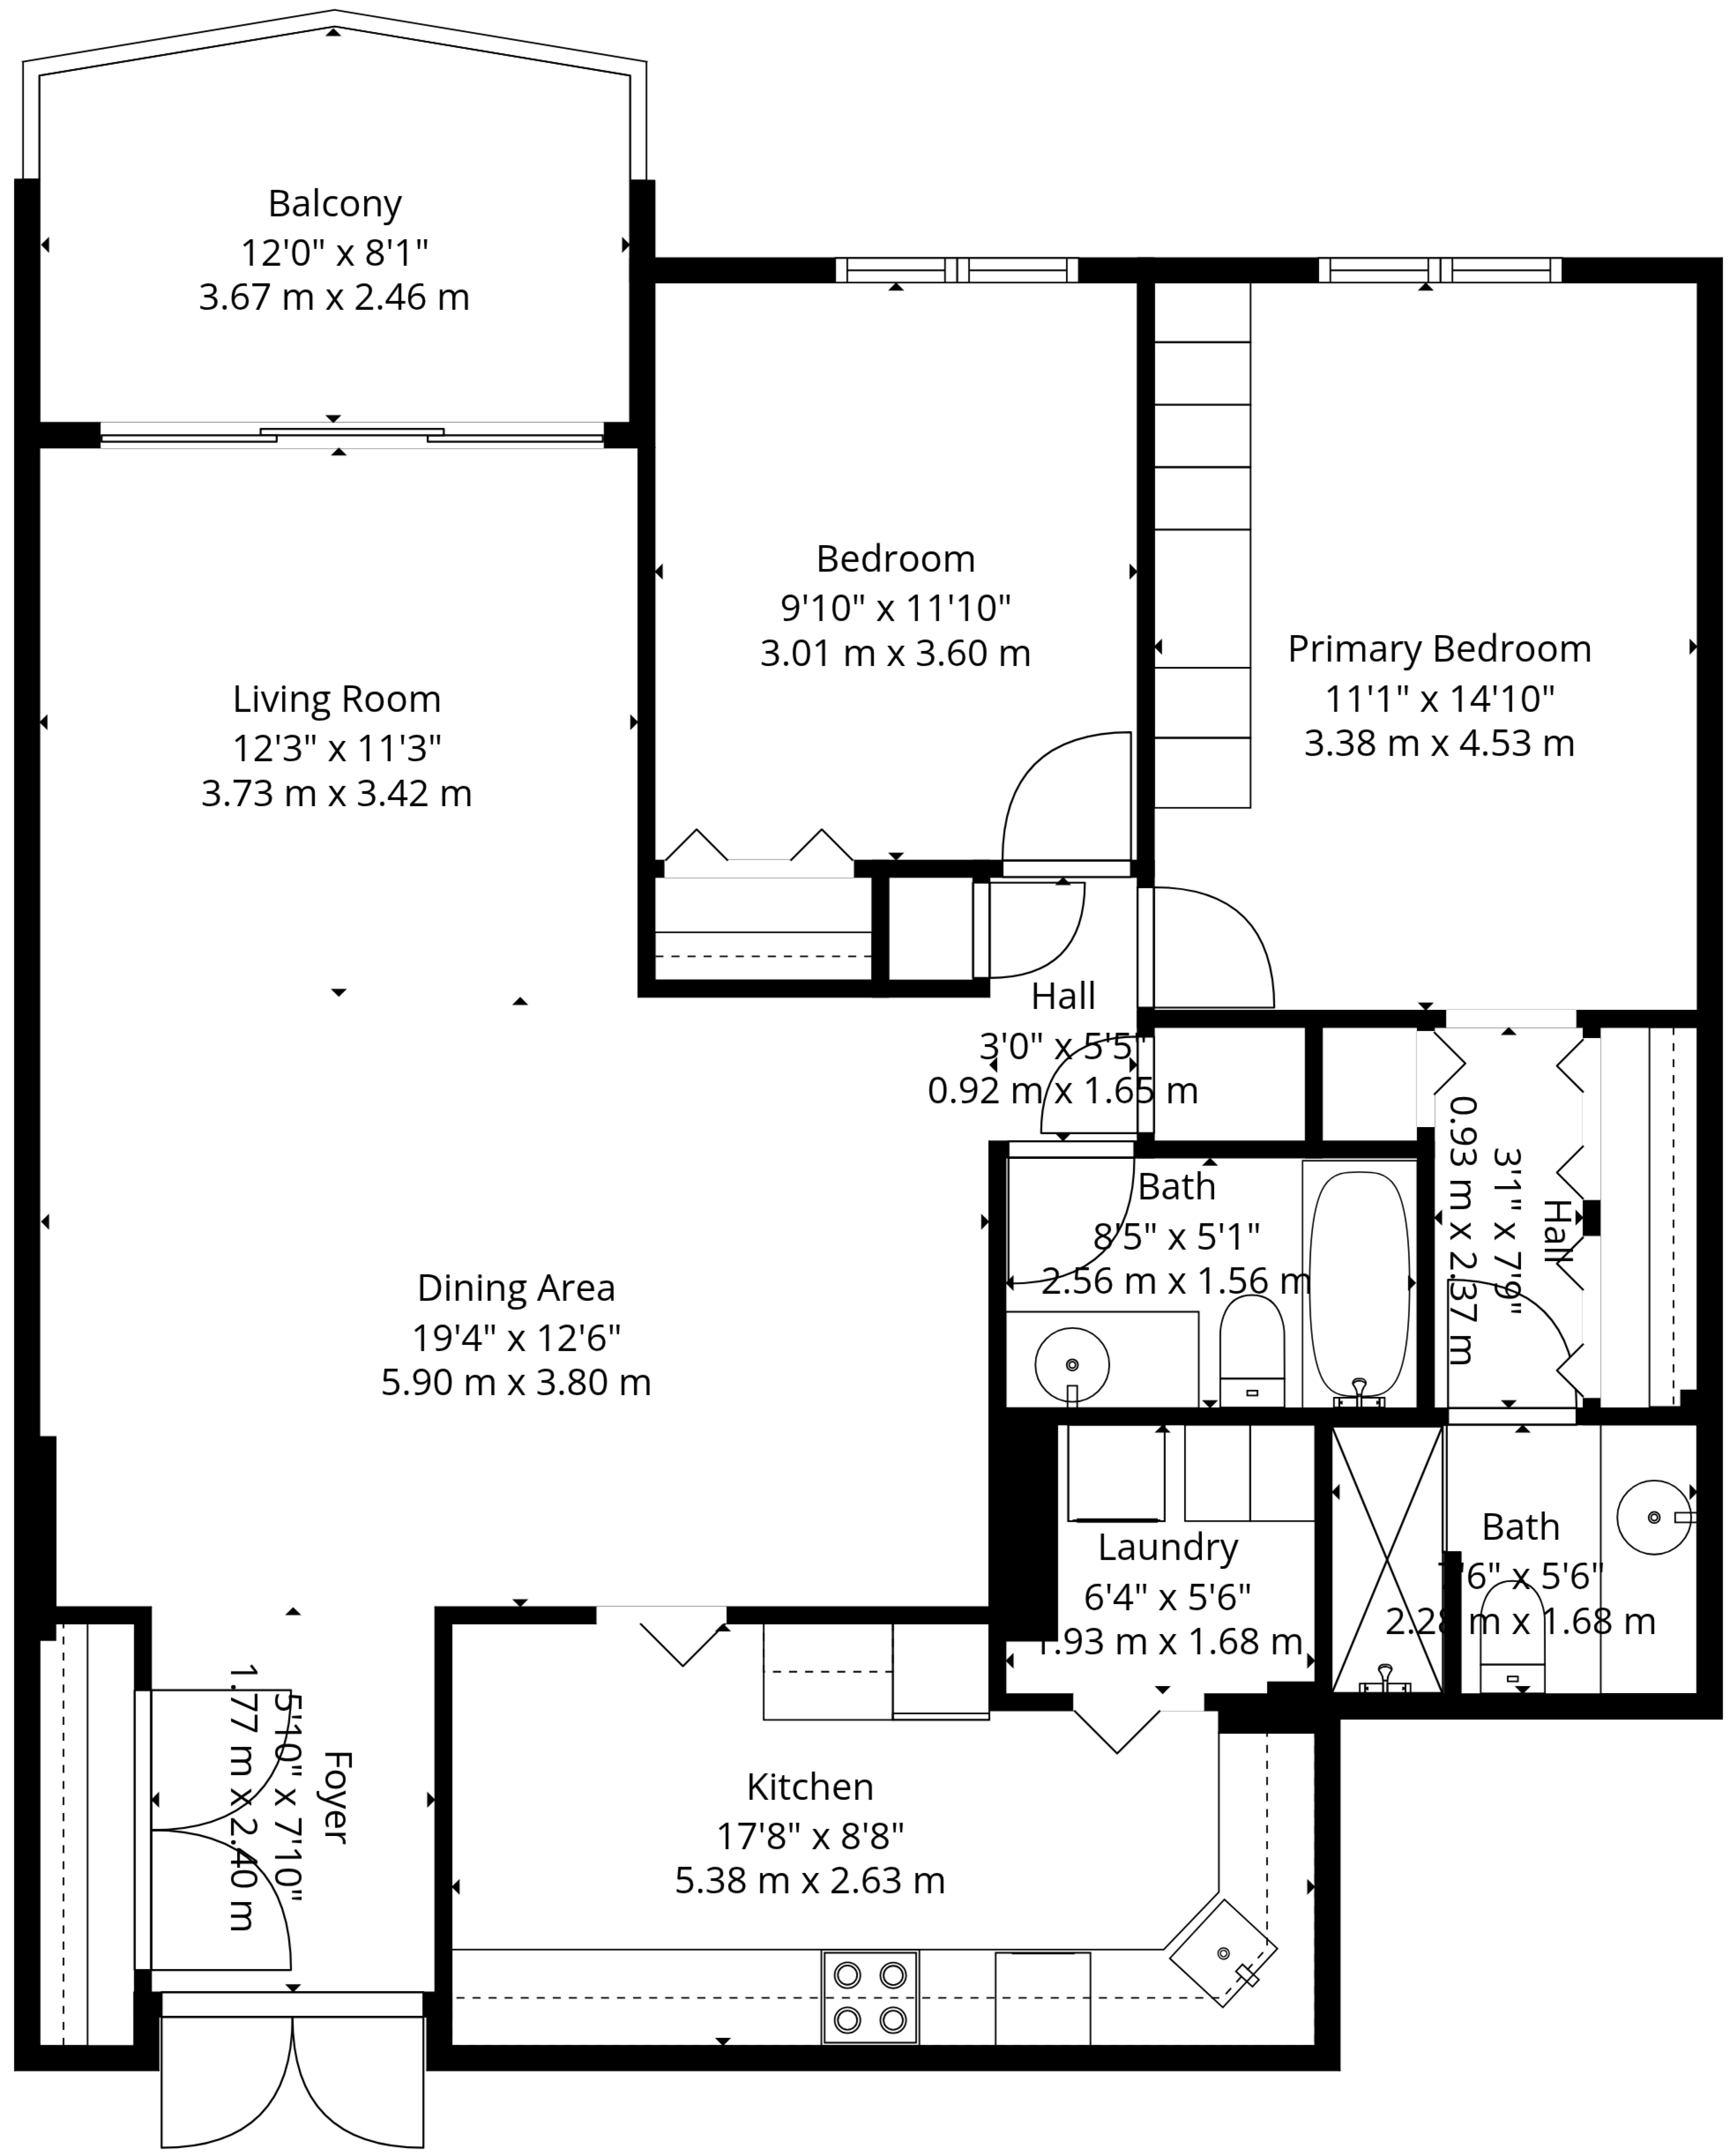 Balcony
12'0" x 8'1"
3.67 m x 2.46 m
Bedroom
9'10" x 11'10"
3.01 m x 3.60 m
Primary Bedroom
11'1" x 14'10"
3.38 m x 4.53 m
Living Room
12'3" x 11'3"
3.73 m x 3.42 m
Hall
3'0" x 5'5"
0.92 m x 1.65 m
Bath
8'5" x 5'1"
2.56 m x 1.56 m
Hall
3'1" x 7'9"
0.93 m x 2.37 m
Dining Area
19'4" x 12'6"
5.90 m x 3.80 m
Laundry
6'4" x 5'6"
1.93 m x 1.68 m
Bath
7'6" x 5'6"
2.28 m x 1.68 m
Foyer
5'10" x 7'10"
1.77 m x 2.40 m
Kitchen
17'8" x 8'8"
5.38 m x 2.63 m